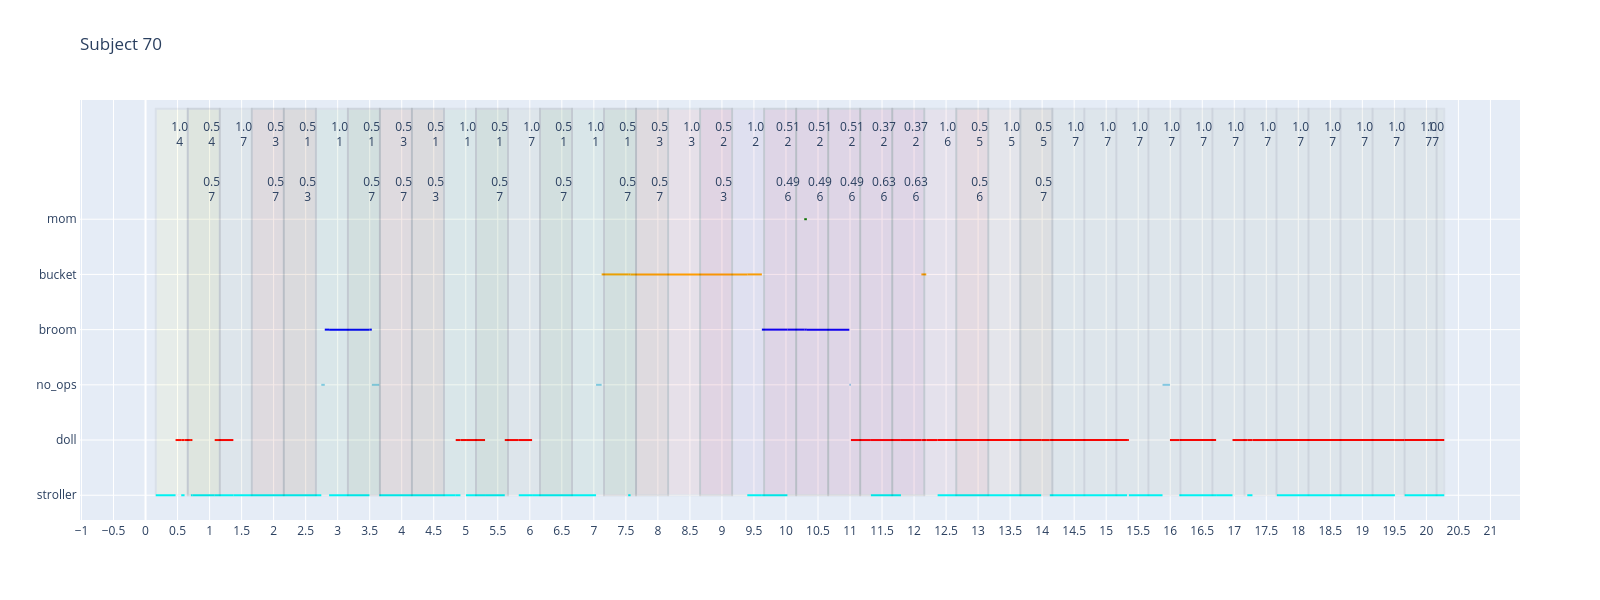 Subject 70
1.0 0.5 1.0 0.5 0.5 1.0 0.5 0.5 0.5 1.0 0.5 1.0 0.5 1.0 0.5 0.5 1.0 0.5 1.0 0.51 0.51 0.51 0.37 0.37 1.0 0.5 1.0 0.5 1.0 1.0 1.0 1.0 1.0 1.0 1.0 1.0 1.0 1.0 1.0 1.0 1.0
4 4 7 3 1 1 1 3 1 1 1 7 1 1 1 3 3 2 2 2 2 2 2 2 6 5 5 5 7 7 7 7 7 7 7 7 7 7 7 7 7
0.5 0.5 0.5 0.5 0.5 0.5 0.5 0.5 0.5 0.5 0.5 0.49 0.49 0.49 0.63 0.63 0.5 0.5
7 7 3 7 7 3 7 7 7 7 3 6 6 6 6 6 6 7
mom
bucket
broom
no_ops
doll
stroller
−1 −0.5 0 0.5 1 1.5 2 2.5 3 3.5 4 4.5 5 5.5 6 6.5 7 7.5 8 8.5 9 9.5 10 10.5 11 11.5 12 12.5 13 13.5 14 14.5 15 15.5 16 16.5 17 17.5 18 18.5 19 19.5 20 20.5 21